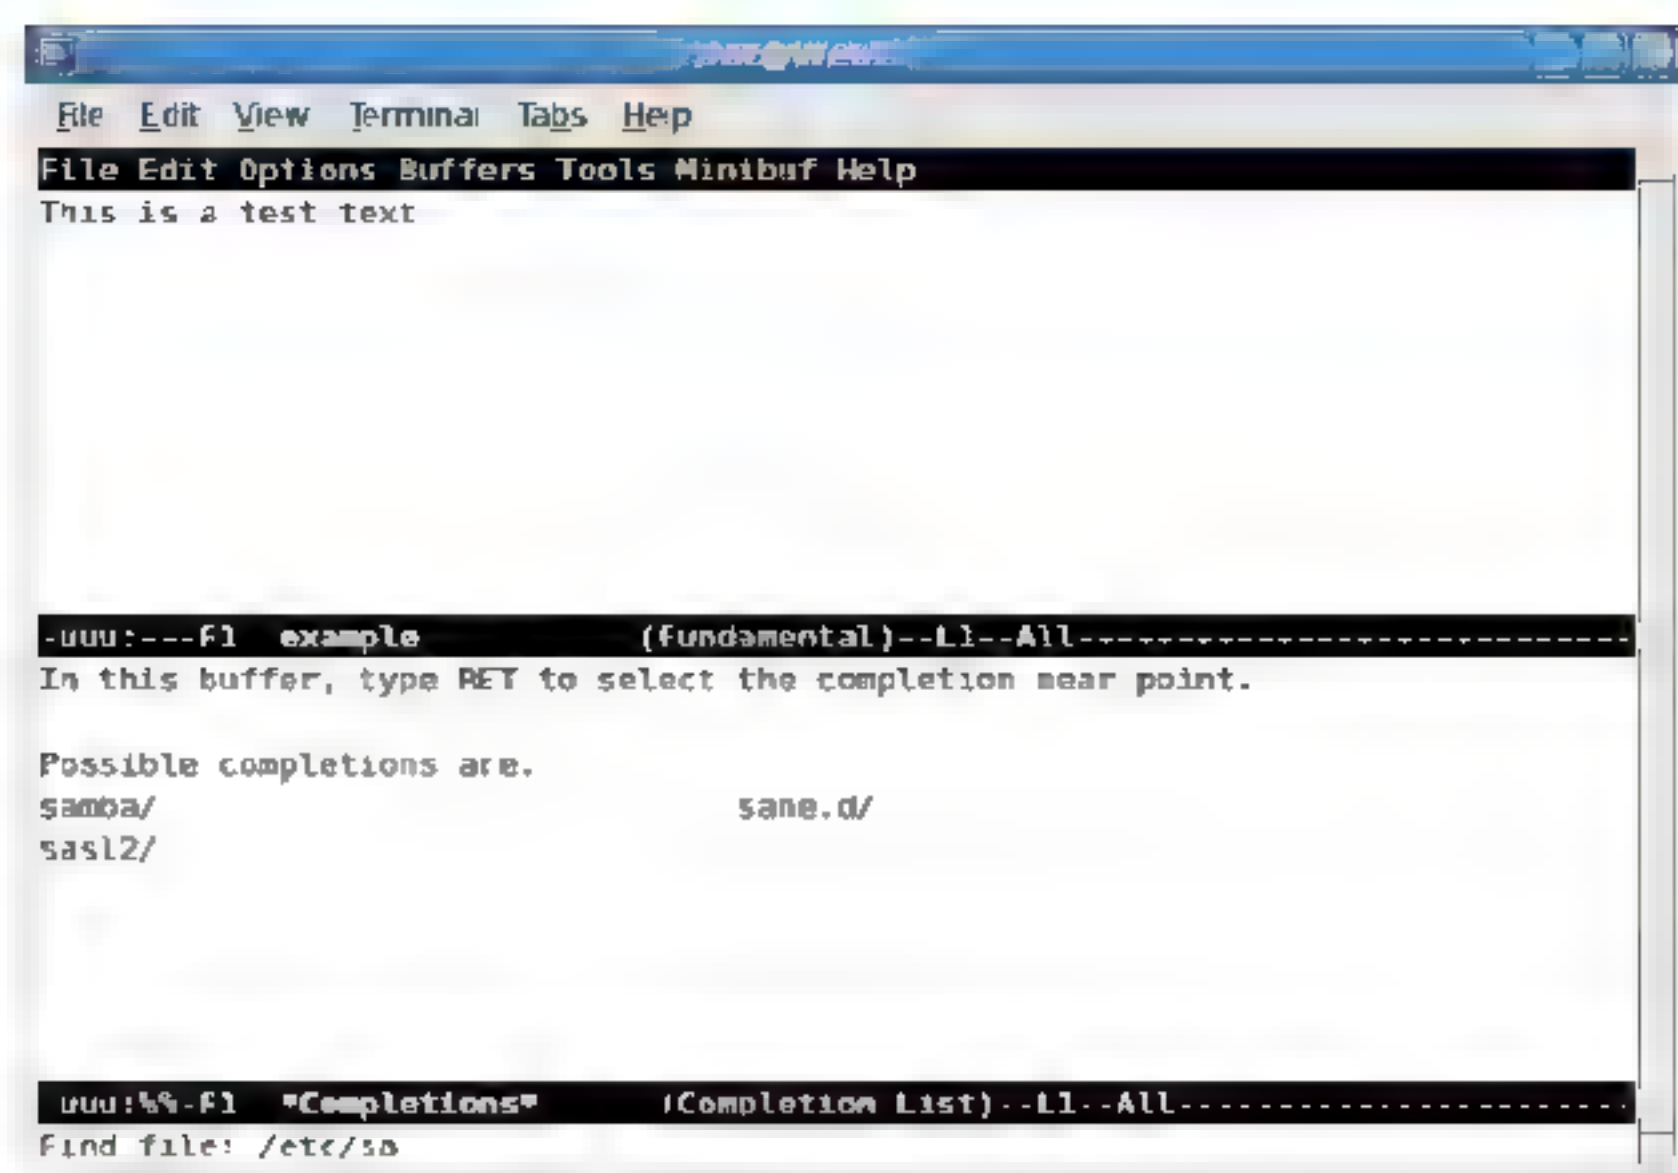 File Edit View Terminal Tabs Help
File Edit Options Buffers Tools Minibuf Help
This is a test text
-uuu:---F1  example          (Fundamental)--L1--All-----------------------------------
In this buffer, type RET to select the completion near point.
Possible completions are:
samba/                    sane.d/
sasl2/
-uuu:%%-F1  *Completions*      (Completion List)--L1--All-----------------------------
Find file: /etc/sa